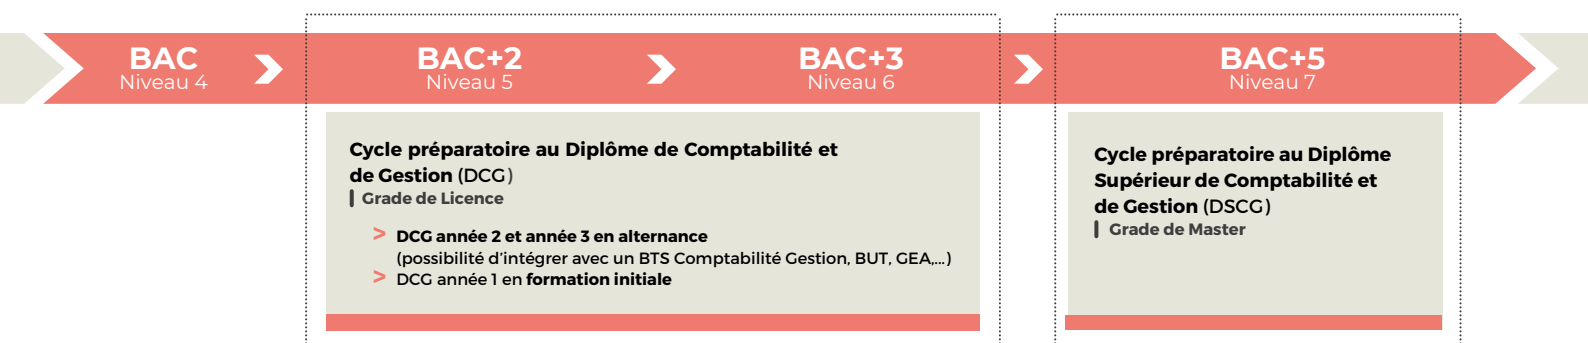 BAC
Niveau 4
BAC+2
Niveau 5
BAC+3
Niveau 6
BAC+5
Niveau 7
Cycle préparatoire au Diplôme de Comptabilité et
de Gestion (DCG)
Grade de Licence
> DCG année 2 et année 3 en alternance
(possibilité d'intégrer avec un BTS Comptabilité Gestion, BUT, GEA,...)
> DCG année 1 en formation initiale
Cycle préparatoire au Diplôme
Supérieur de Comptabilité et
de Gestion (DSCG)
Grade de Master